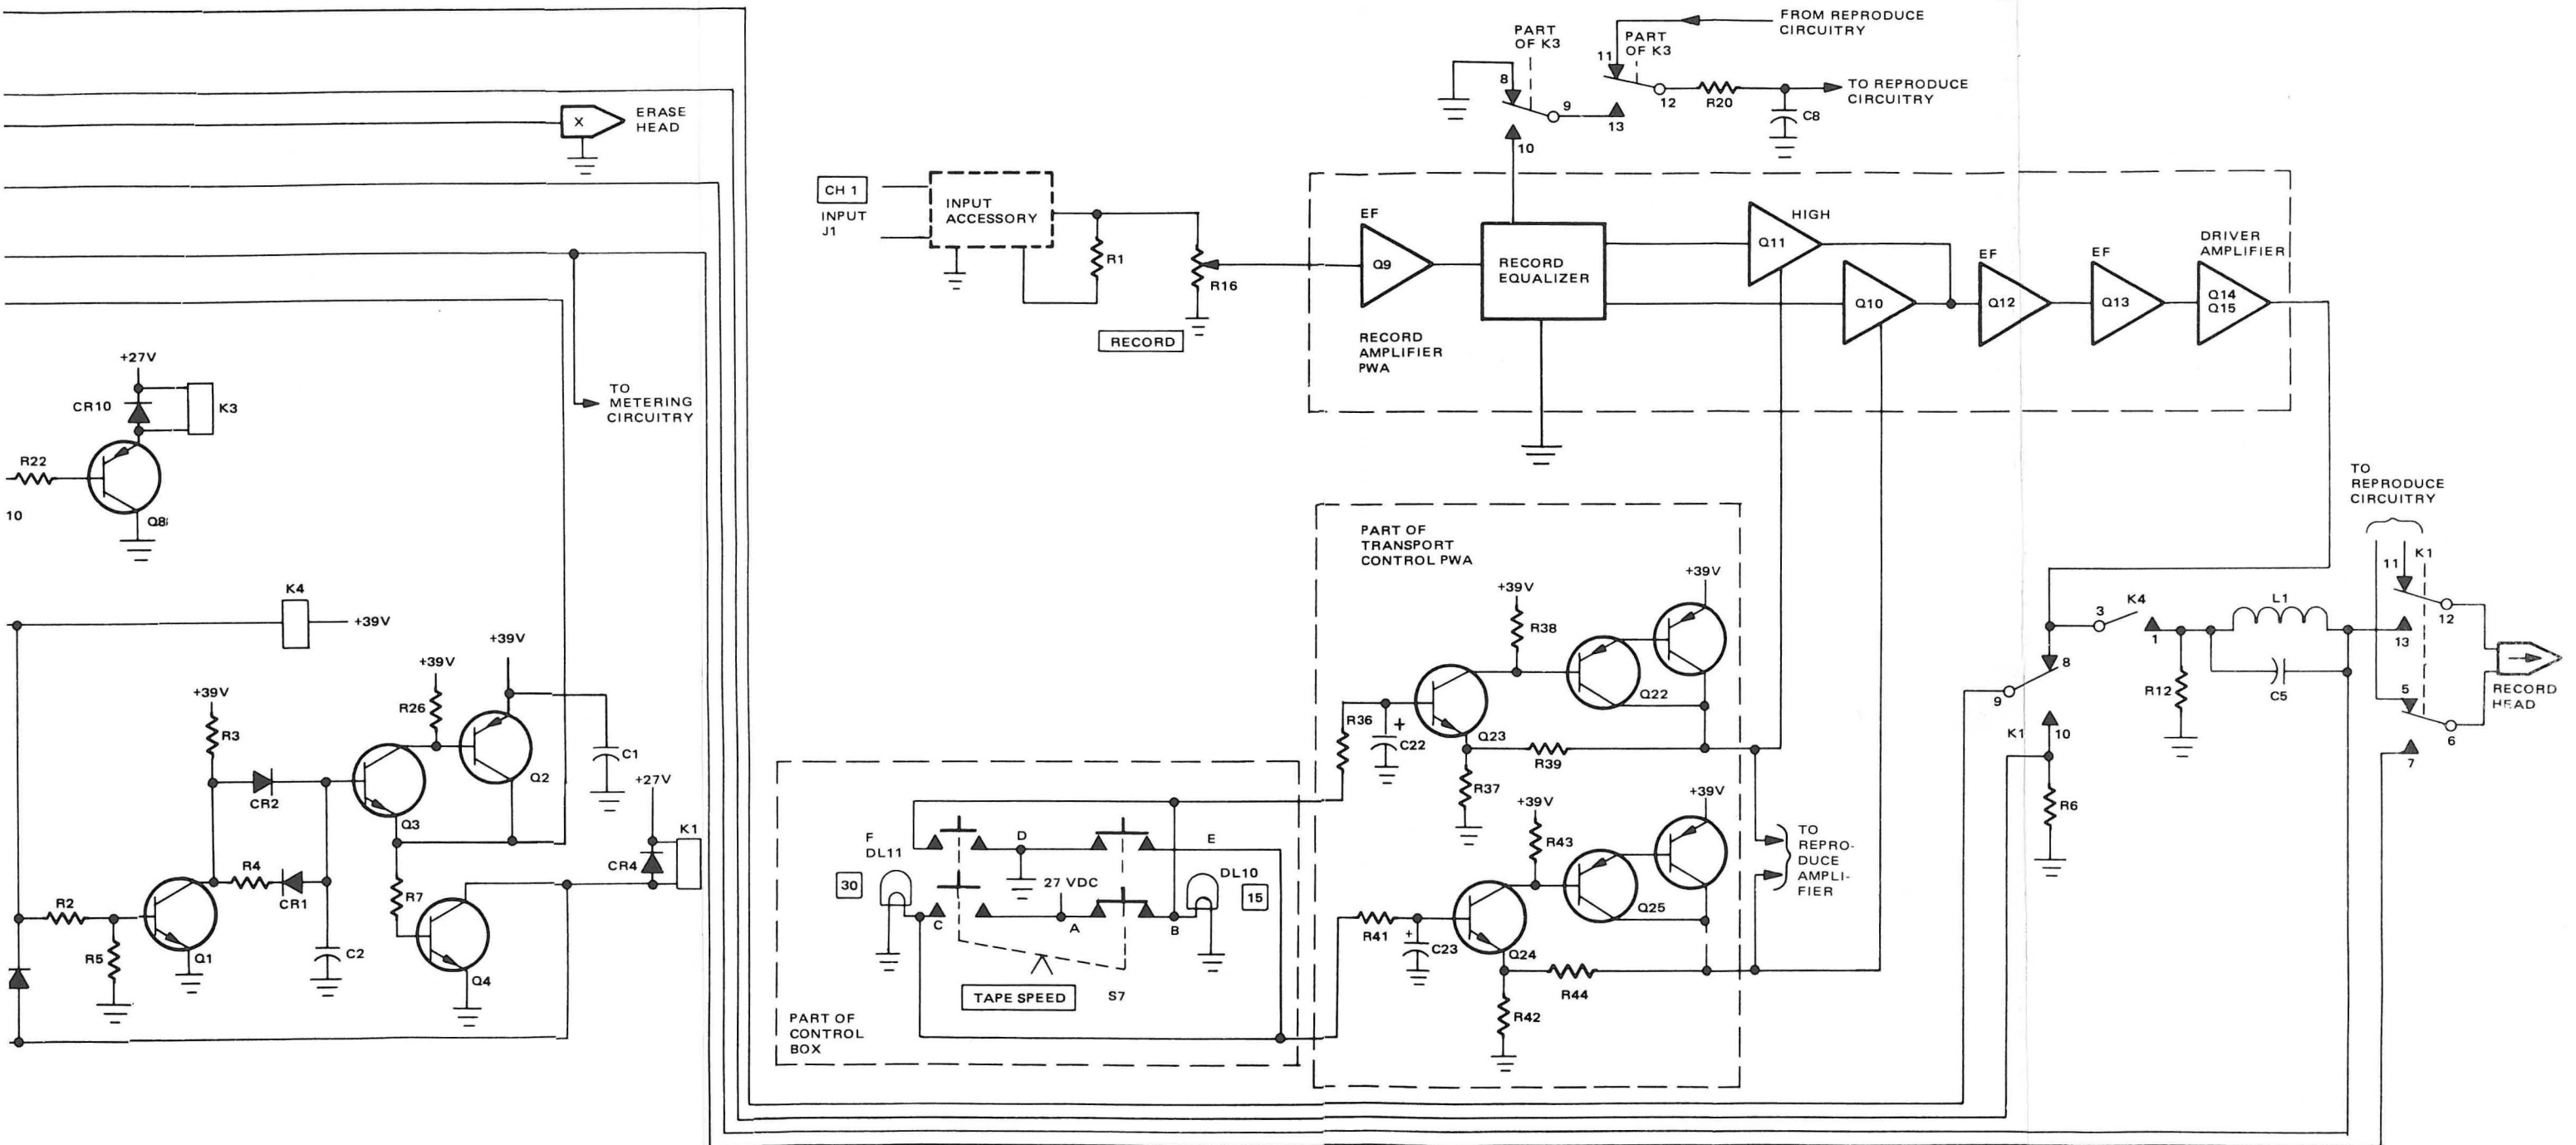 FROM REPRODUCE
CIRCUITRY
PART
OF K3
11
PART
OF K3
8
9
13
10
12
R20
C8
TO REPRODUCE
CIRCUITRY
X
ERASE
HEAD
CH 1
INPUT
J1
INPUT
ACCESSORY
R1
R16
RECORD
EF
Q9
RECORD
AMPLIFIER
PWA
RECORD
EQUALIZER
HIGH
Q11
Q10
EF
Q12
EF
Q13
DRIVER
AMPLIFIER
Q14
Q15
+27V
CR10
K3
R22
10
Q8
TO
METERING
CIRCUITRY
K4
+39V
+39V
R3
+39V
R26
+39V
Q2
C1
CR2
Q3
+27V
K1
CR4
R4
CR1
R7
R2
R5
Q1
C2
Q4
PART OF
TRANSPORT
CONTROL PWA
+39V
R38
+39V
Q22
R36
+
C22
Q23
R39
R37
+39V
R43
+39V
Q25
R41
+
C23
Q24
R44
R42
TO
REPRO-
DUCE
AMPLI-
FIER
F
DL11
30
D
E
27 VDC
DL10
15
C
A
B
TAPE SPEED
S7
PART OF
CONTROL
BOX
TO
REPRODUCE
CIRCUITRY
K1
11
12
13
3
K4
1
L1
C5
R12
8
9
K1
10
R6
5
6
7
RECORD
HEAD